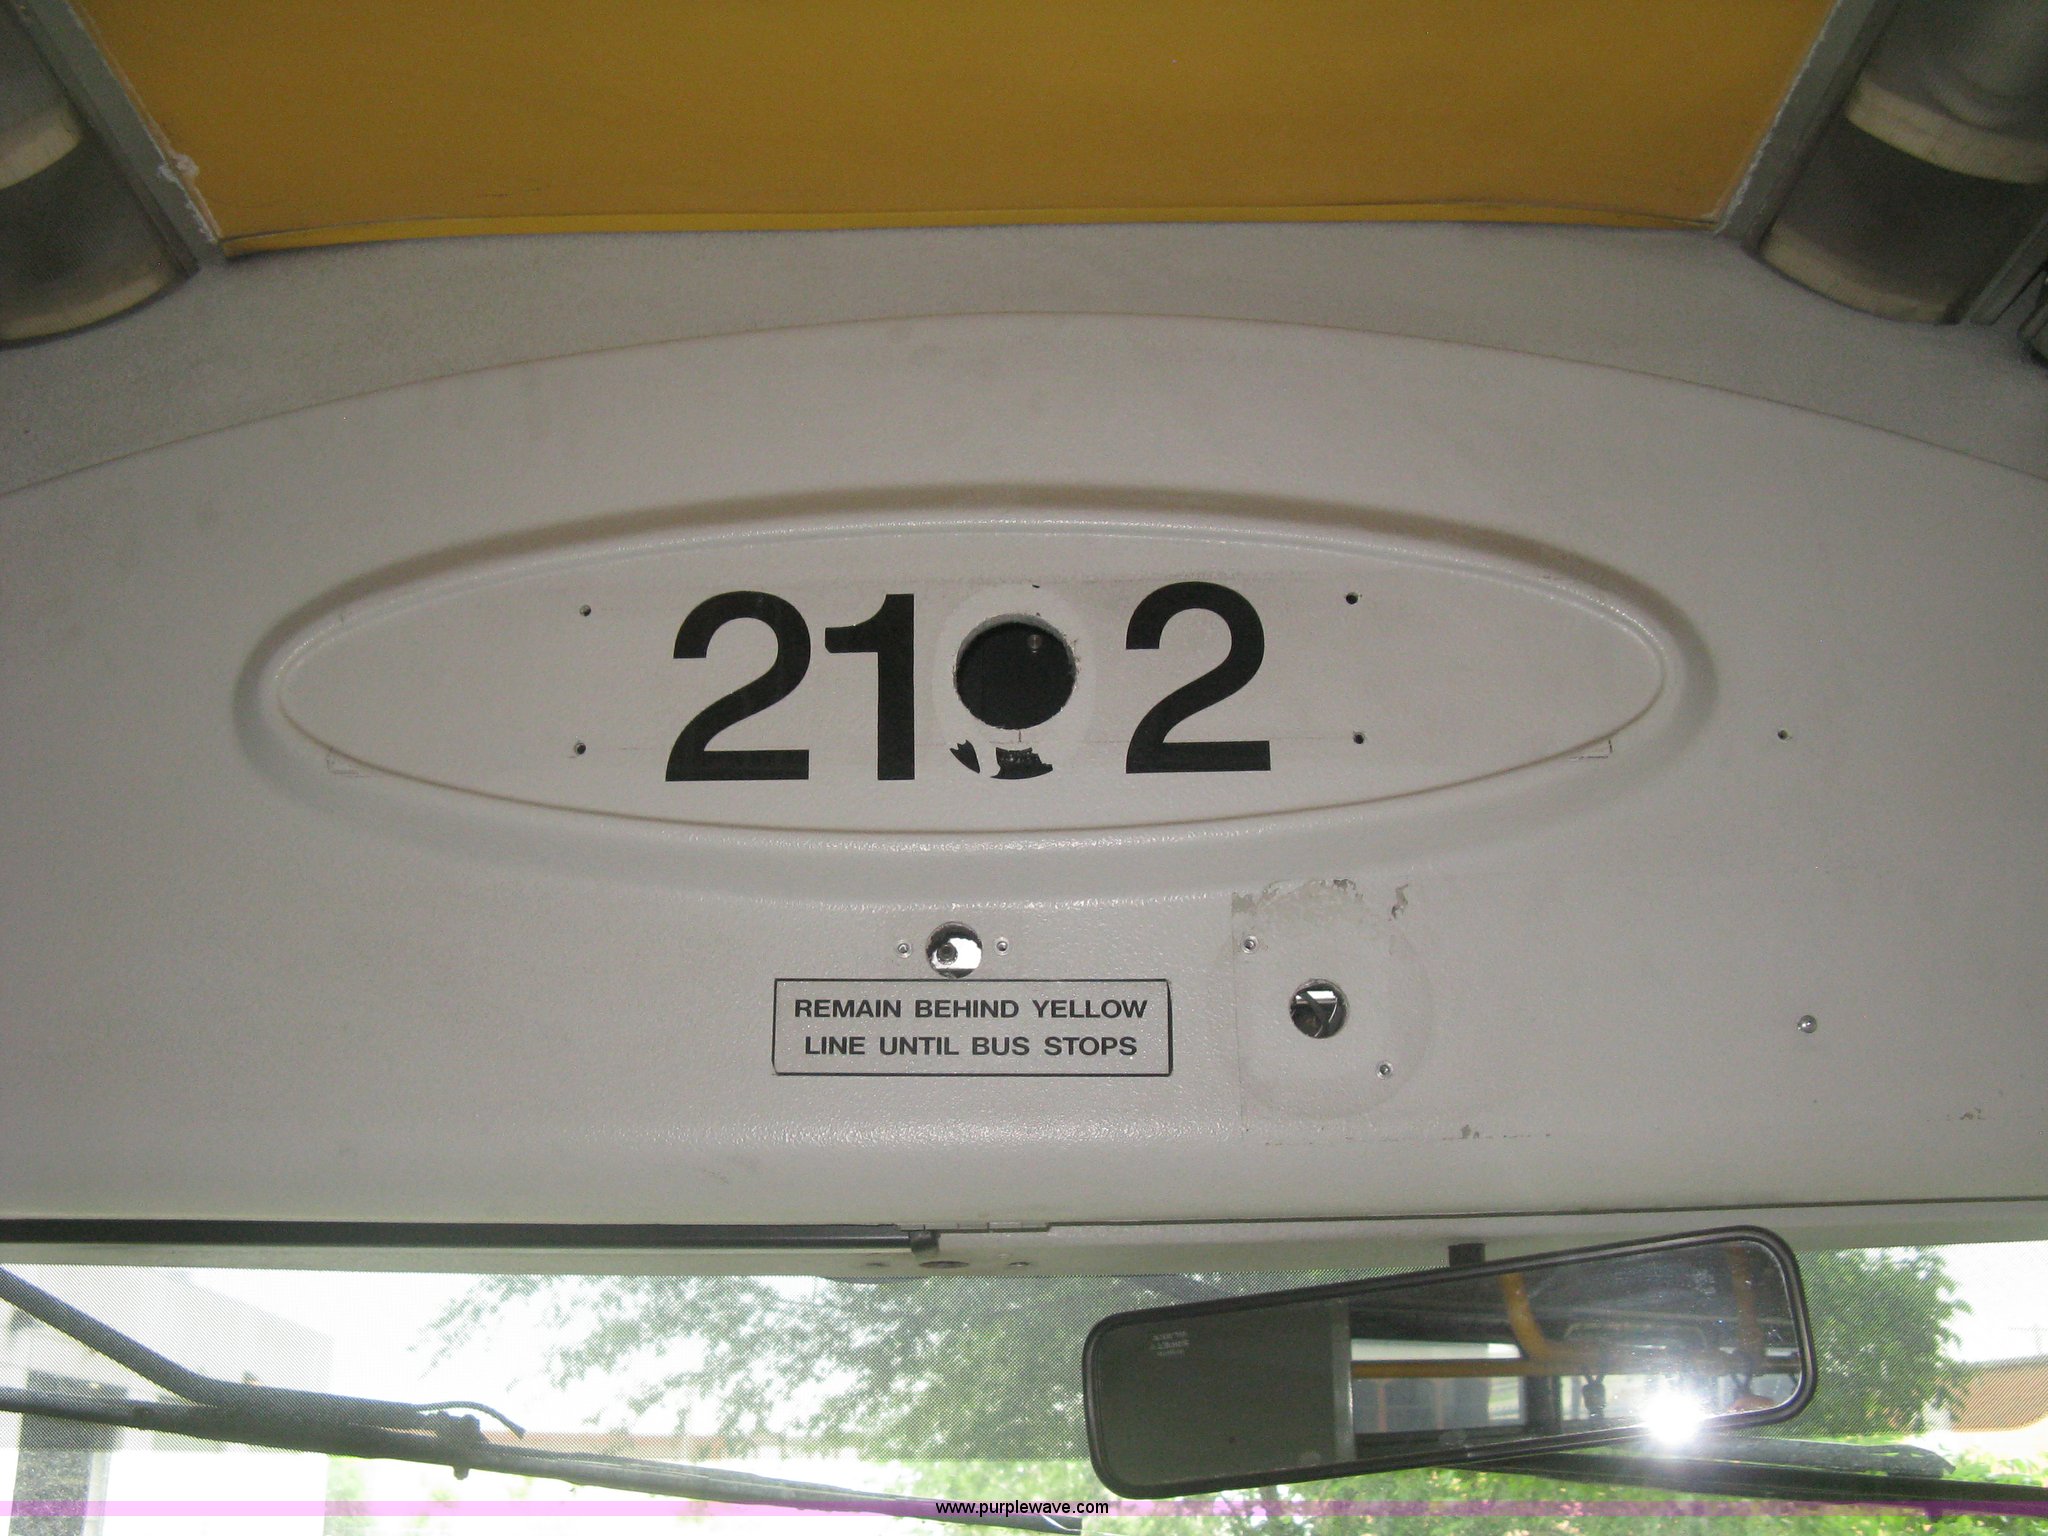 21 2
REMAIN BEHIND YELLOW
LINE UNTIL BUS STOPS
www.purplewave.com